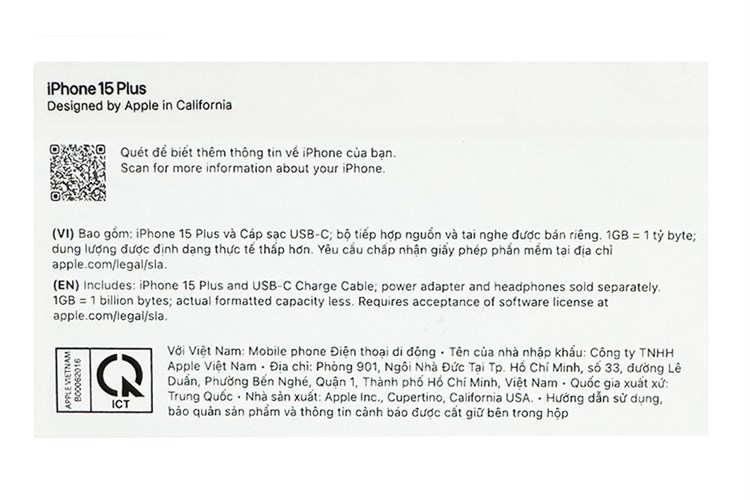 iPhone 15 Plus
Designed by Apple in California
Quét để biết thêm thông tin về iPhone của bạn.
Scan for more information about your iPhone.
(VI) Bao gồm: iPhone 15 Plus và Cáp sạc USB-C; bộ tiếp hợp nguồn và tai nghe được bán riêng. 1GB = 1 tỷ byte;
dung lượng được định dạng thực tế thấp hơn. Yêu cầu chấp nhận giấy phép phần mềm tại địa chỉ
apple.com/legal/sla.
(EN) Includes: iPhone 15 Plus and USB-C Charge Cable; power adapter and headphones sold separately.
1GB = 1 billion bytes; actual formatted capacity less. Requires acceptance of software license at
apple.com/legal/sla.
APPLE VIETNAM
B00062016
ICT
Với Việt Nam: Mobile phone Điện thoại di động • Tên của nhà nhập khẩu: Công ty TNHH
Apple Việt Nam • Địa chỉ: Phòng 901, Ngôi Nhà Đức Tại Tp. Hồ Chí Minh, số 33, đường Lê
Duẩn, Phường Bến Nghé, Quận 1, Thành phố Hồ Chí Minh, Việt Nam • Quốc gia xuất xứ:
Trung Quốc • Nhà sản xuất: Apple Inc., Cupertino, California USA. • Hướng dẫn sử dụng,
bảo quản sản phẩm và thông tin cảnh báo được cất giữ bên trong hộp